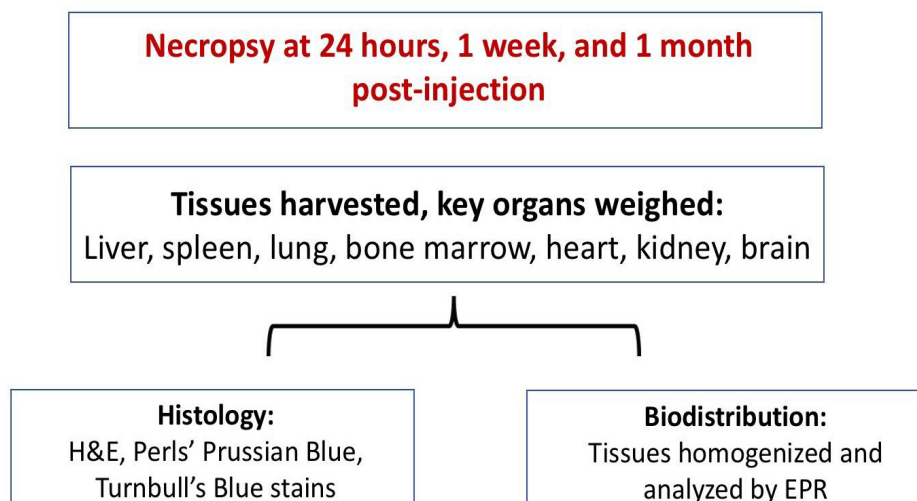 Necropsy at 24 hours, 1 week, and 1 month
post-injection
Tissues harvested, key organs weighed:
Liver, spleen, lung, bone marrow, heart, kidney, brain
Histology:
H&E, Perls’ Prussian Blue,
Turnbull’s Blue stains
Biodistribution:
Tissues homogenized and
analyzed by EPR